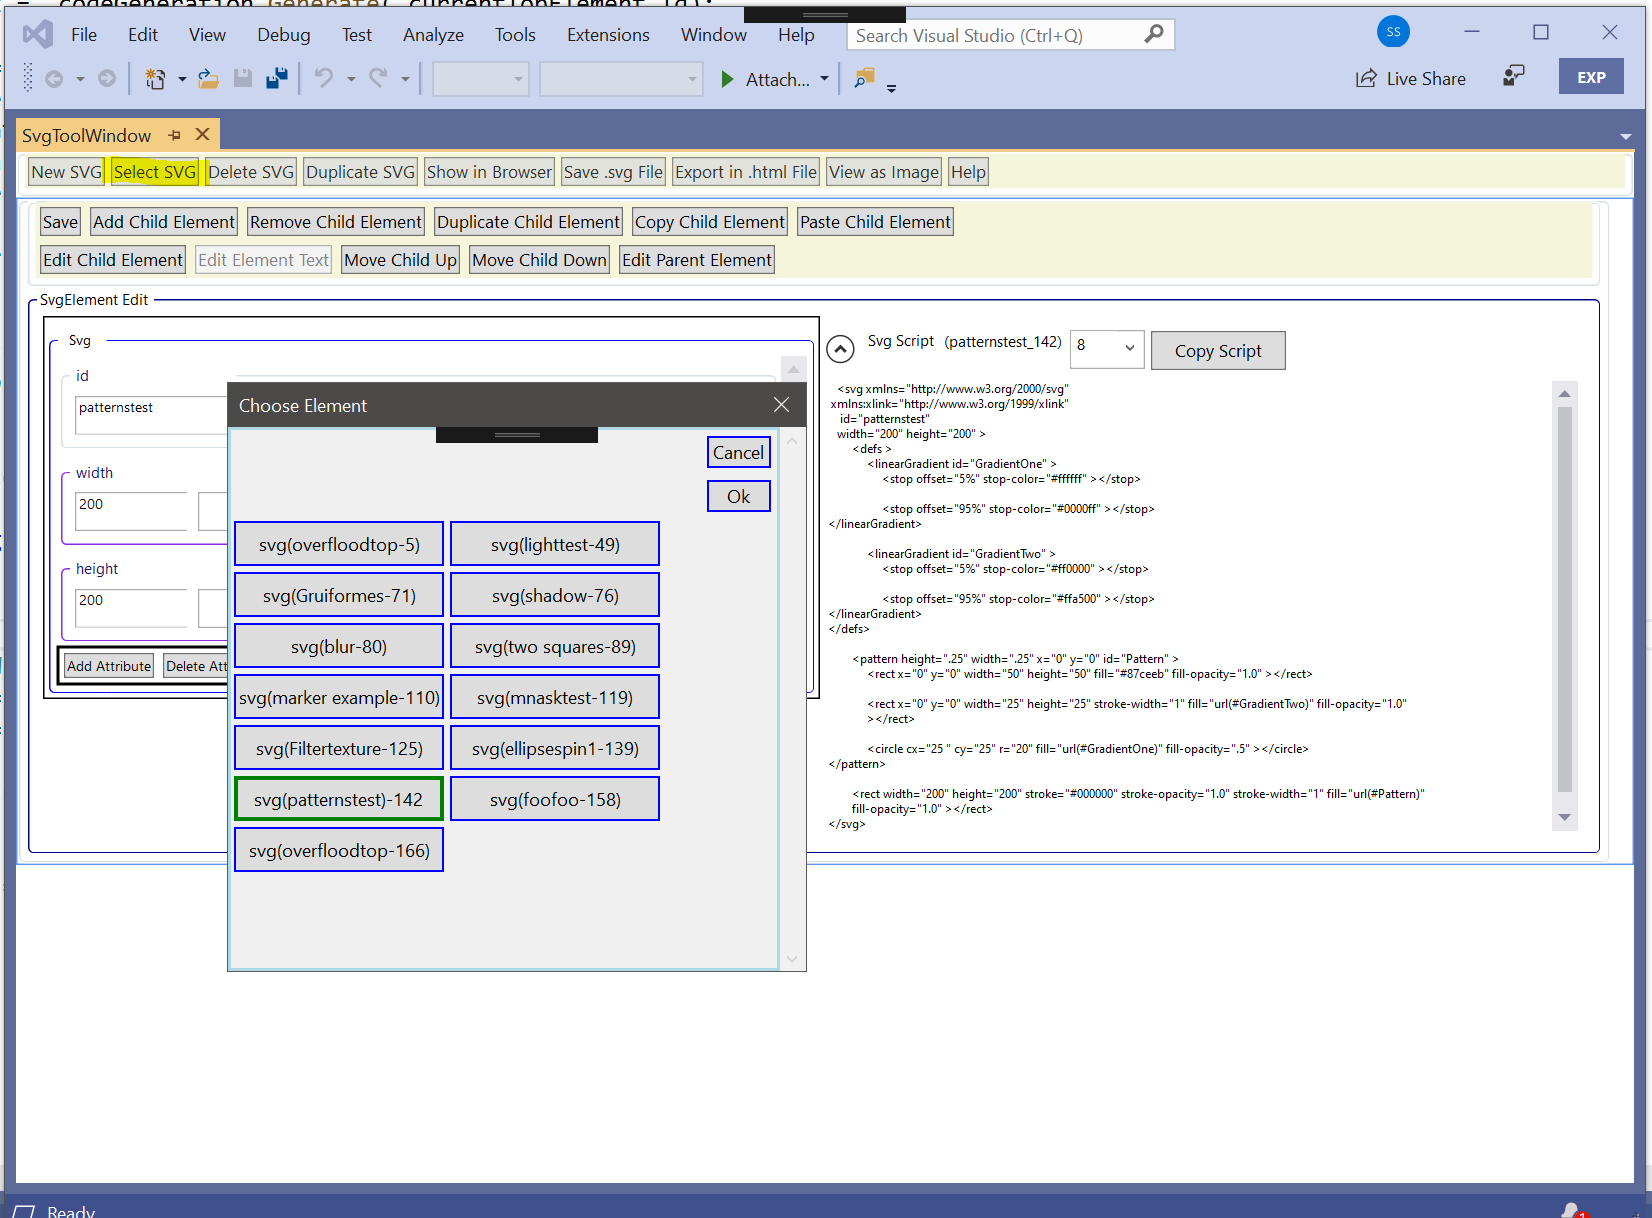 = codeGeneration.Generate( currentTopElement.Id);
File Edit View Debug Test Analyze Tools Extensions Window Help Search Visual Studio (Ctrl+Q) SS
Attach... Live Share EXP
SvgToolWindow
New SVG Select SVG Delete SVG Duplicate SVG Show in Browser Save .svg File Export in .html File View as Image Help
Save Add Child Element Remove Child Element Duplicate Child Element Copy Child Element Paste Child Element
Edit Child Element Edit Element Text Move Child Up Move Child Down Edit Parent Element
SvgElement Edit
Svg
id
patternstest
width
200
height
200
Add Attribute Delete Att
Choose Element
Cancel
Ok
svg(overfloodtop-5) svg(lighttest-49)
svg(Gruiformes-71) svg(shadow-76)
svg(blur-80) svg(two squares-89)
svg(marker example-110) svg(mnasktest-119)
svg(Filtertexture-125) svg(ellipsespin1-139)
svg(patternstest)-142 svg(foofoo-158)
svg(overfloodtop-166)
Svg Script (patternstest_142) 8 Copy Script
<svg xmlns="http://www.w3.org/2000/svg"
xmlns:xlink="http://www.w3.org/1999/xlink"
id="patternstest"
width="200" height="200" >
<defs >
<linearGradient id="GradientOne" >
<stop offset="5%" stop-color="#ffffff" ></stop>
<stop offset="95%" stop-color="#0000ff" ></stop>
</linearGradient>
<linearGradient id="GradientTwo" >
<stop offset="5%" stop-color="#ff0000" ></stop>
<stop offset="95%" stop-color="#ffa500" ></stop>
</linearGradient>
</defs>
<pattern height=".25" width=".25" x="0" y="0" id="Pattern" >
<rect x="0" y="0" width="50" height="50" fill="#87ceeb" fill-opacity="1.0" ></rect>
<rect x="0" y="0" width="25" height="25" stroke-width="1" fill="url(#GradientTwo)" fill-opacity="1.0"
></rect>
<circle cx="25 " cy="25" r="20" fill="url(#GradientOne)" fill-opacity=".5" ></circle>
</pattern>
<rect width="200" height="200" stroke="#000000" stroke-opacity="1.0" stroke-width="1" fill="url(#Pattern)"
fill-opacity="1.0" ></rect>
</svg>
Ready 1